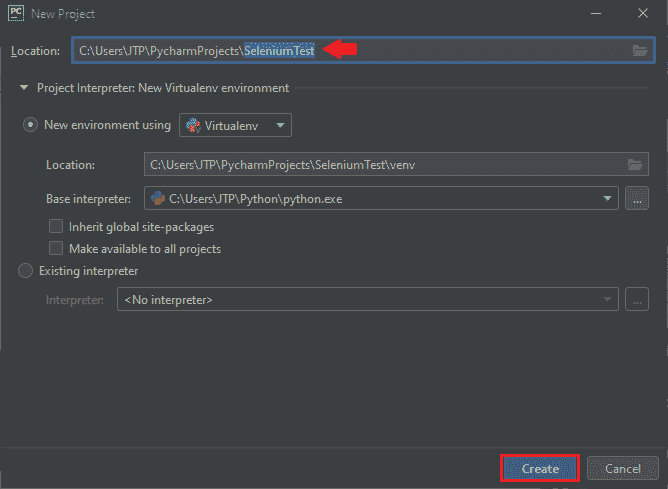 PC New Project
Location: C:\Users\JTP\PycharmProjects\SeleniumTest
Project Interpreter: New Virtualenv environment
New environment using Virtualenv
Location: C:\Users\JTP\PycharmProjects\SeleniumTest\venv
Base interpreter: C:\Users\JTP\Python\python.exe ...
Inherit global site-packages
Make available to all projects
Existing interpreter
Interpreter: <No interpreter> ...
Create Cancel